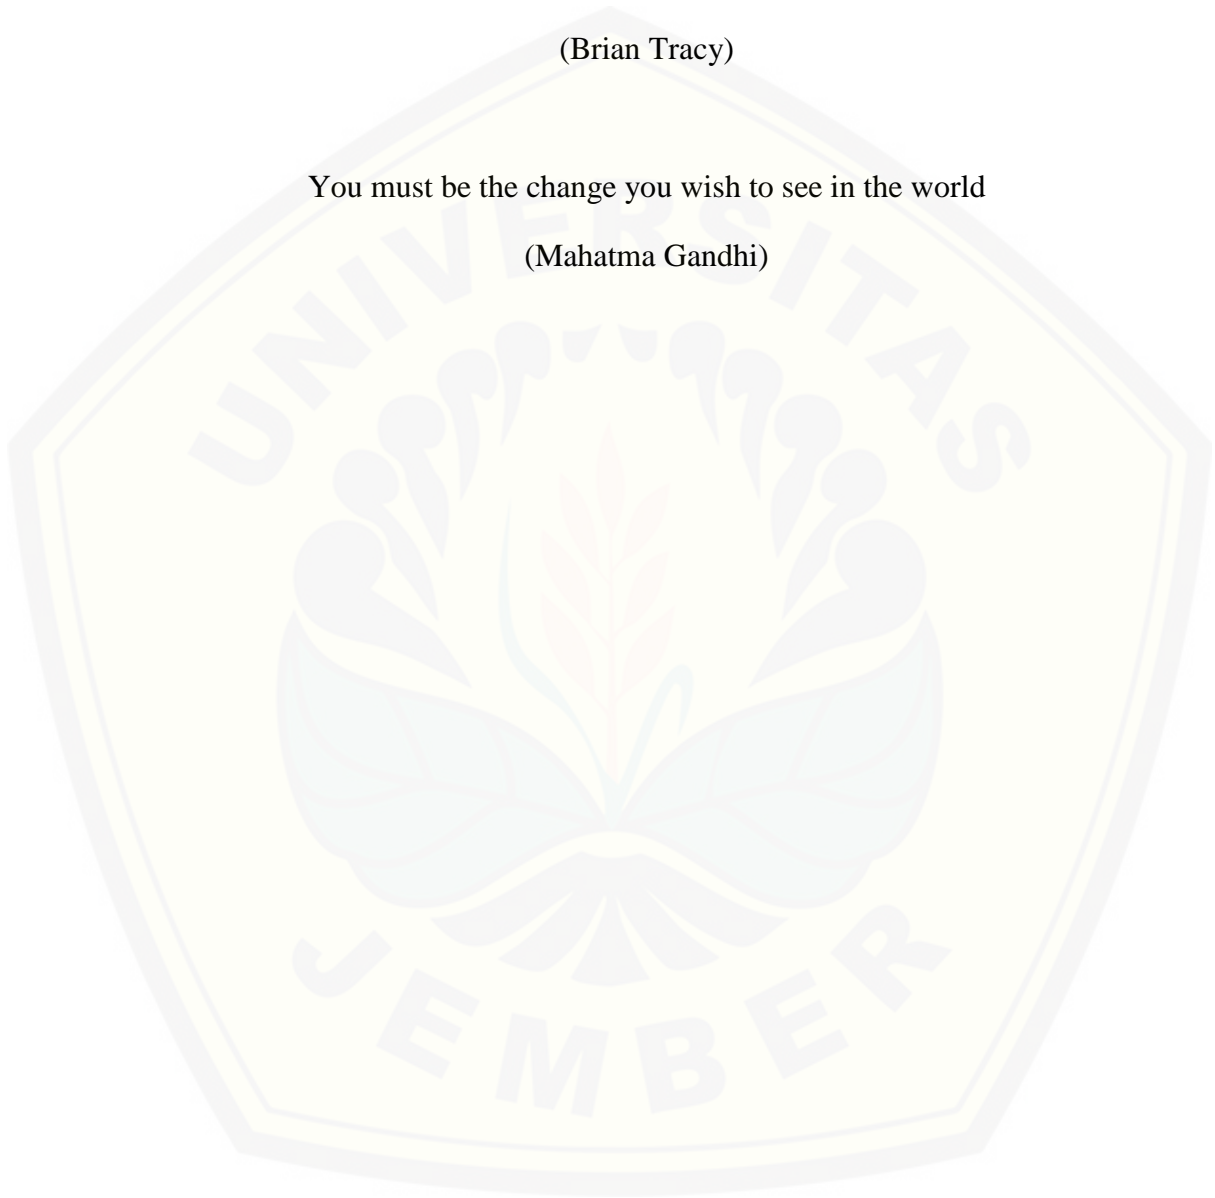 (Brian Tracy)
You must be the change you wish to see in the world
(Mahatma Gandhi)
UNIVERSITAS
JEMBER